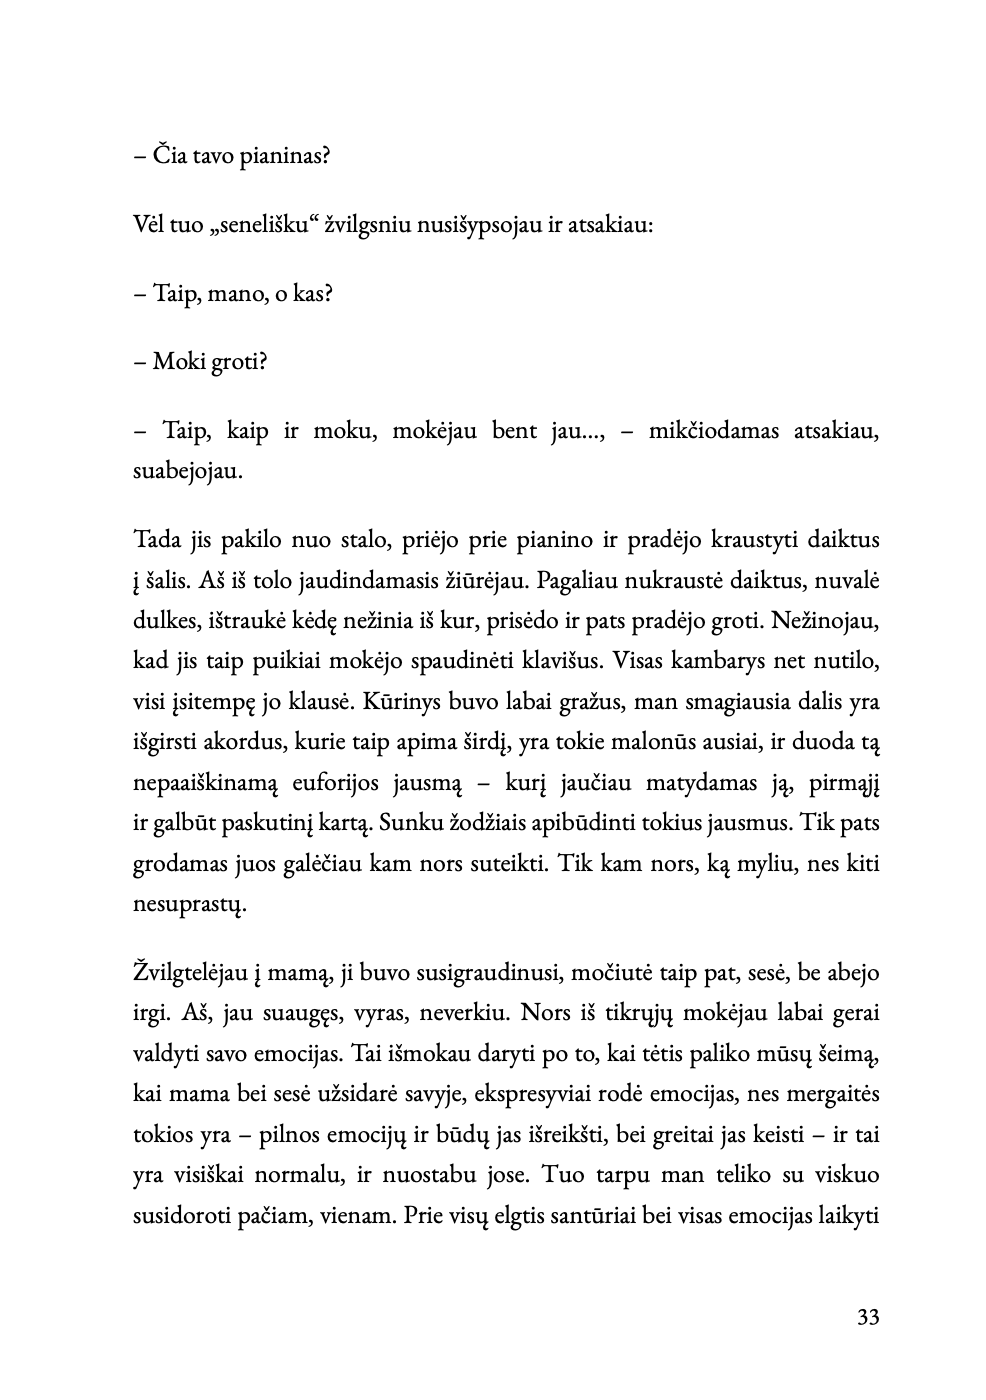 – Čia tavo pianinas?
Vėl tuo „senelišku“ žvilgsniu nusišypsojau ir atsakiau:
– Taip, mano, o kas?
– Moki groti?
– Taip, kaip ir moku, mokėjau bent jau..., – mikčiodamas atsakiau,
suabejojau.
Tada jis pakilo nuo stalo, priėjo prie pianino ir pradėjo kraustyti daiktus
į šalis. Aš iš tolo jaudindamasis žiūrėjau. Pagaliau nukraustė daiktus, nuvalė
dulkes, ištraukė kėdę nežinia iš kur, prisėdo ir pats pradėjo groti. Nežinojau,
kad jis taip puikiai mokėjo spaudinėti klavišus. Visas kambarys net nutilo,
visi įsitempę jo klausė. Kūrinys buvo labai gražus, man smagiausia dalis yra
išgirsti akordus, kurie taip apima širdį, yra tokie malonūs ausiai, ir duoda tą
nepaaiškinamą euforijos jausmą – kurį jaučiau matydamas ją, pirmąjį
ir galbūt paskutinį kartą. Sunku žodžiais apibūdinti tokius jausmus. Tik pats
grodamas juos galėčiau kam nors suteikti. Tik kam nors, ką myliu, nes kiti
nesuprastų.
Žvilgtelėjau į mamą, ji buvo susigraudinusi, močiutė taip pat, sesė, be abejo
irgi. Aš, jau suaugęs, vyras, neverkiu. Nors iš tikrųjų mokėjau labai gerai
valdyti savo emocijas. Tai išmokau daryti po to, kai tėtis paliko mūsų šeimą,
kai mama bei sesė užsidarė savyje, ekspresyviai rodė emocijas, nes mergaitės
tokios yra – pilnos emocijų ir būdų jas išreikšti, bei greitai jas keisti – ir tai
yra visiškai normalu, ir nuostabu jose. Tuo tarpu man teliko su viskuo
susidoroti pačiam, vienam. Prie visų elgtis santūriai bei visas emocijas laikyti
33